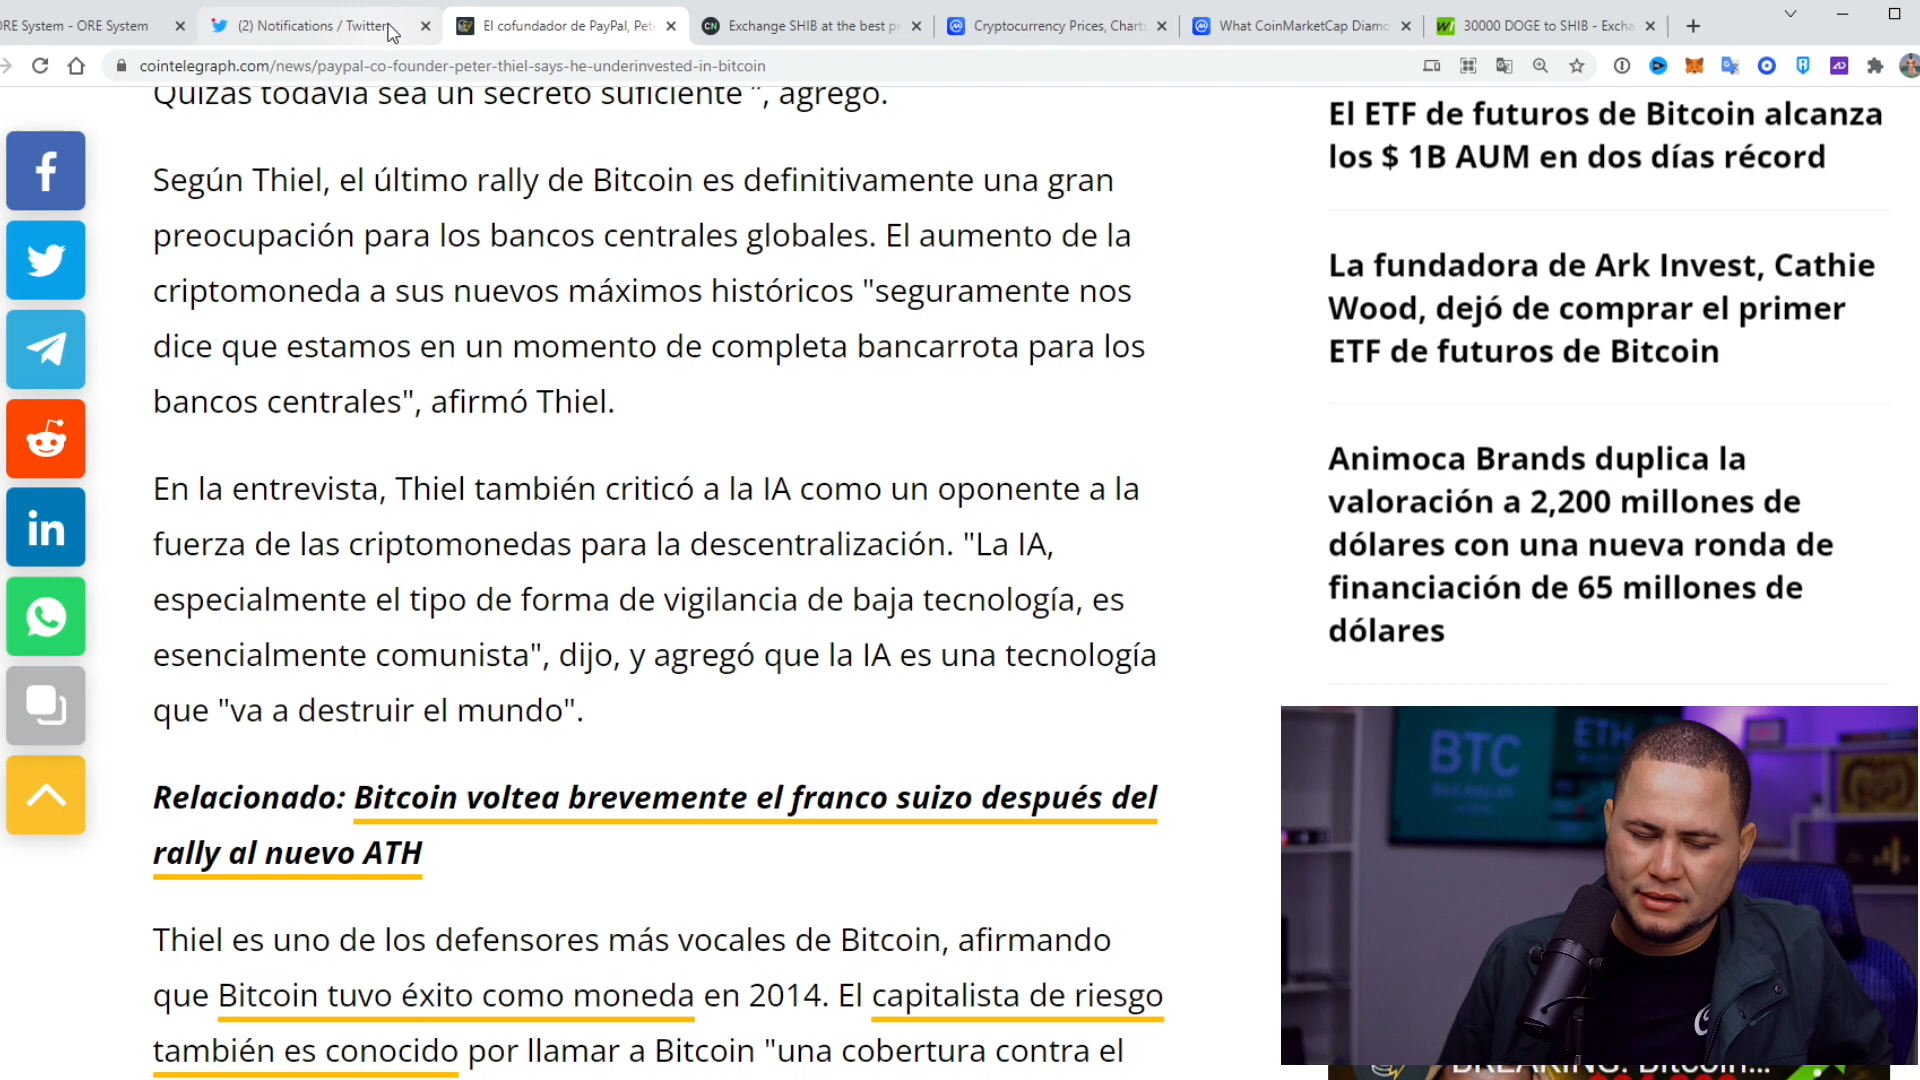 ORE System - ORE System
(2) Notifications / Twitter
El cofundador de PayPal, Pete
Exchange SHIB at the best pr
Cryptocurrency Prices, Charts
What CoinMarketCap Diamo
30000 DOGE to SHIB - Excha
cointelegraph.com/news/paypal-co-founder-peter-thiel-says-he-underinvested-in-bitcoin
Quizás todavía sea un secreto suficiente ", agregó.
Según Thiel, el último rally de Bitcoin es definitivamente una gran
preocupación para los bancos centrales globales. El aumento de la
criptomoneda a sus nuevos máximos históricos "seguramente nos
dice que estamos en un momento de completa bancarrota para los
bancos centrales", afirmó Thiel.
En la entrevista, Thiel también criticó a la IA como un oponente a la
fuerza de las criptomonedas para la descentralización. "La IA,
especialmente el tipo de forma de vigilancia de baja tecnología, es
esencialmente comunista", dijo, y agregó que la IA es una tecnología
que "va a destruir el mundo".
Relacionado: Bitcoin voltea brevemente el franco suizo después del
rally al nuevo ATH
Thiel es uno de los defensores más vocales de Bitcoin, afirmando
que Bitcoin tuvo éxito como moneda en 2014. El capitalista de riesgo
también es conocido por llamar a Bitcoin "una cobertura contra el
El ETF de futuros de Bitcoin alcanza
los $ 1B AUM en dos días récord
La fundadora de Ark Invest, Cathie
Wood, dejó de comprar el primer
ETF de futuros de Bitcoin
Animoca Brands duplica la
valoración a 2,200 millones de
dólares con una nueva ronda de
financiación de 65 millones de
dólares
BTC
ETH
BREAKING: Bitcoin...